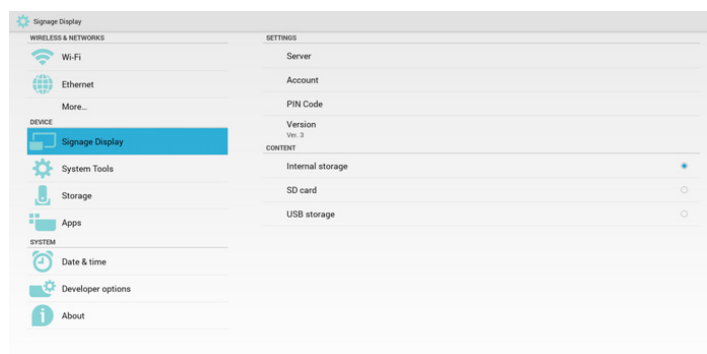 Signage Display
WIRELESS & NETWORKS
Wi-Fi
Ethernet
More...
DEVICE
Signage Display
System Tools
Storage
Apps
SYSTEM
Date & time
Developer options
About
SETTINGS
Server
Account
PIN Code
Version
Ver. 3
CONTENT
Internal storage
SD card
USB storage